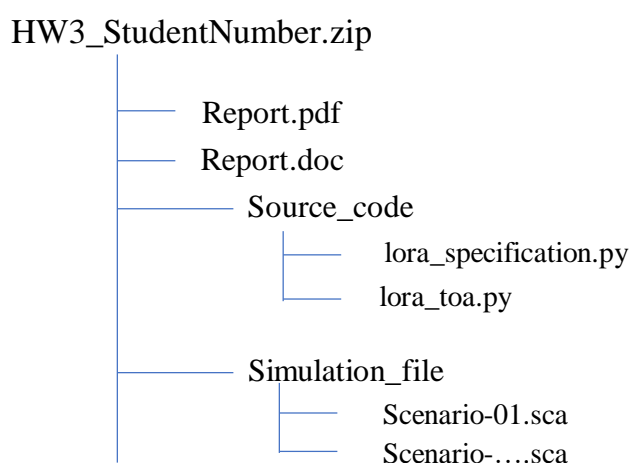 HW3_StudentNumber.zip
Report.pdf
Report.doc
Source_code
lora_specification.py
lora_toa.py
Simulation_file
Scenario-01.sca
Scenario-….sca